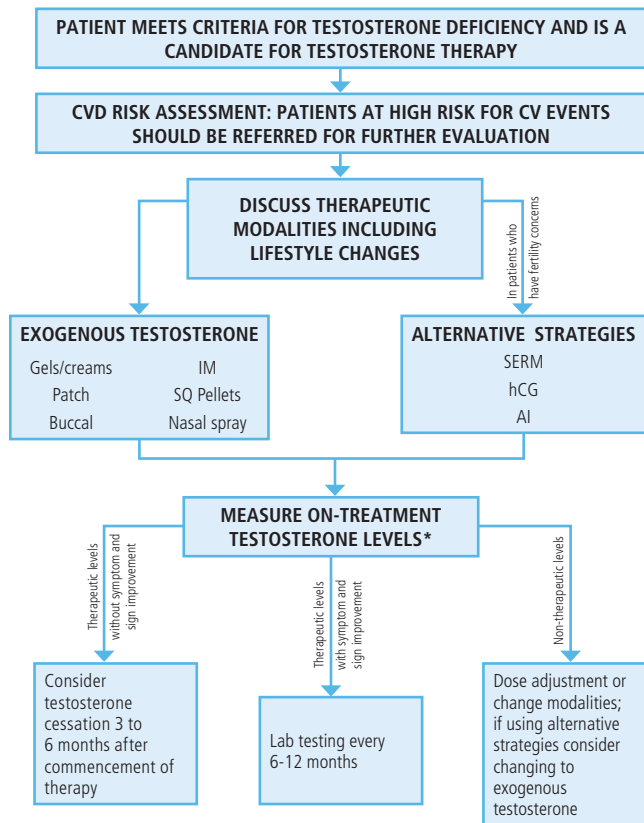 PATIENT MEETS CRITERIA FOR TESTOSTERONE DEFICIENCY AND IS A
CANDIDATE FOR TESTOSTERONE THERAPY
CVD RISK ASSESSMENT: PATIENTS AT HIGH RISK FOR CV EVENTS
SHOULD BE REFERRED FOR FURTHER EVALUATION
DISCUSS THERAPEUTIC
MODALITIES INCLUDING
LIFESTYLE CHANGES
In patients who
have fertility concerns
EXOGENOUS TESTOSTERONE
Gels/creams
Patch
Buccal
IM
SQ Pellets
Nasal spray
ALTERNATIVE STRATEGIES
SERM
hCG
AI
MEASURE ON-TREATMENT
TESTOSTERONE LEVELS*
Therapeutic levels
without symptom and
sign improvement
Therapeutic levels
with symptom and
sign improvement
Non-therapeutic levels
Consider
testosterone
cessation 3 to
6 months after
commencement of
therapy
Lab testing every
6-12 months
Dose adjustment or
change modalities;
if using alternative
strategies consider
changing to
exogenous
testosterone